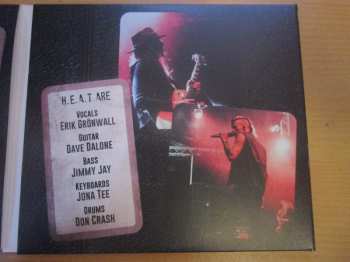 H.E.A.T ARE
VOCALS
ERIK GRÖNWALL
GUITAR
DAVE DALONE
BASS
JIMMY JAY
KEYBOARDS
JONA TEE
DRUMS
DON CRASH